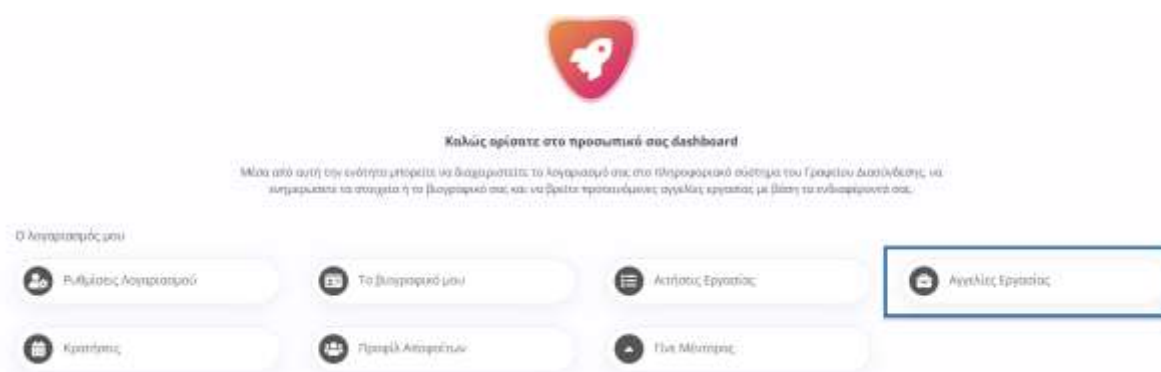 Καλώς ορίσατε στο προσωπικό σας dashboard
Μέσα από αυτή την ενότητα μπορείτε να διαχειριστείτε το λογαριασμό σας στο πληροφοριακό σύστημα του Γραφείου Διασύνδεσης, να
ενημερώσετε τα στοιχεία ή το βιογραφικό σας και να βρείτε προτεινόμενες αγγελίες εργασίας με βάση τα ενδιαφέροντά σας.
Ο λογαριασμός μου
Ρυθμίσεις Λογαριασμού
Το βιογραφικό μου
Αιτήσεις Εργασίας
Αγγελίες Εργασίας
Κρατήσεις
Προφίλ Αποφοίτων
Γίνε Μέντορας